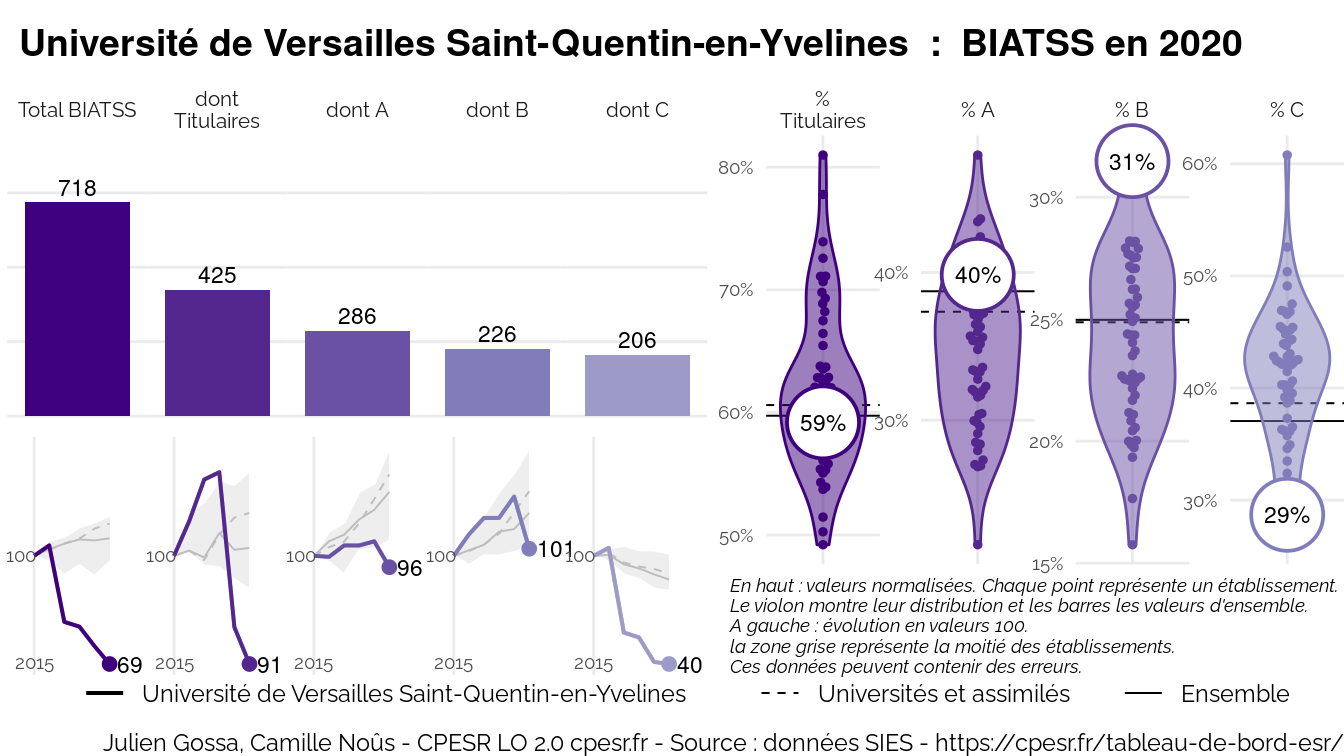 Université de Versailles Saint-Quentin-en-Yvelines : BIATSS en 2020
Total BIATSS
dont
Titulaires
dont A
dont B
dont C
718
425
286
226
206
100
2015
69
100
2015
91
100
2015
96
100
2015
101
100
2015
40
%
Titulaires
80%
70%
60%
50%
59%
% A
40%
30%
40%
% B
30%
25%
20%
15%
31%
% C
60%
50%
40%
30%
29%
En haut : valeurs normalisées. Chaque point représente un établissement.
Le violon montre leur distribution et les barres les valeurs d'ensemble.
A gauche : évolution en valeurs 100.
la zone grise représente la moitié des établissements.
Ces données peuvent contenir des erreurs.
Université de Versailles Saint-Quentin-en-Yvelines
Universités et assimilés
Ensemble
Julien Gossa, Camille Noûs - CPESR LO 2.0 cpesr.fr - Source : données SIES - https://cpesr.fr/tableau-de-bord-esr/